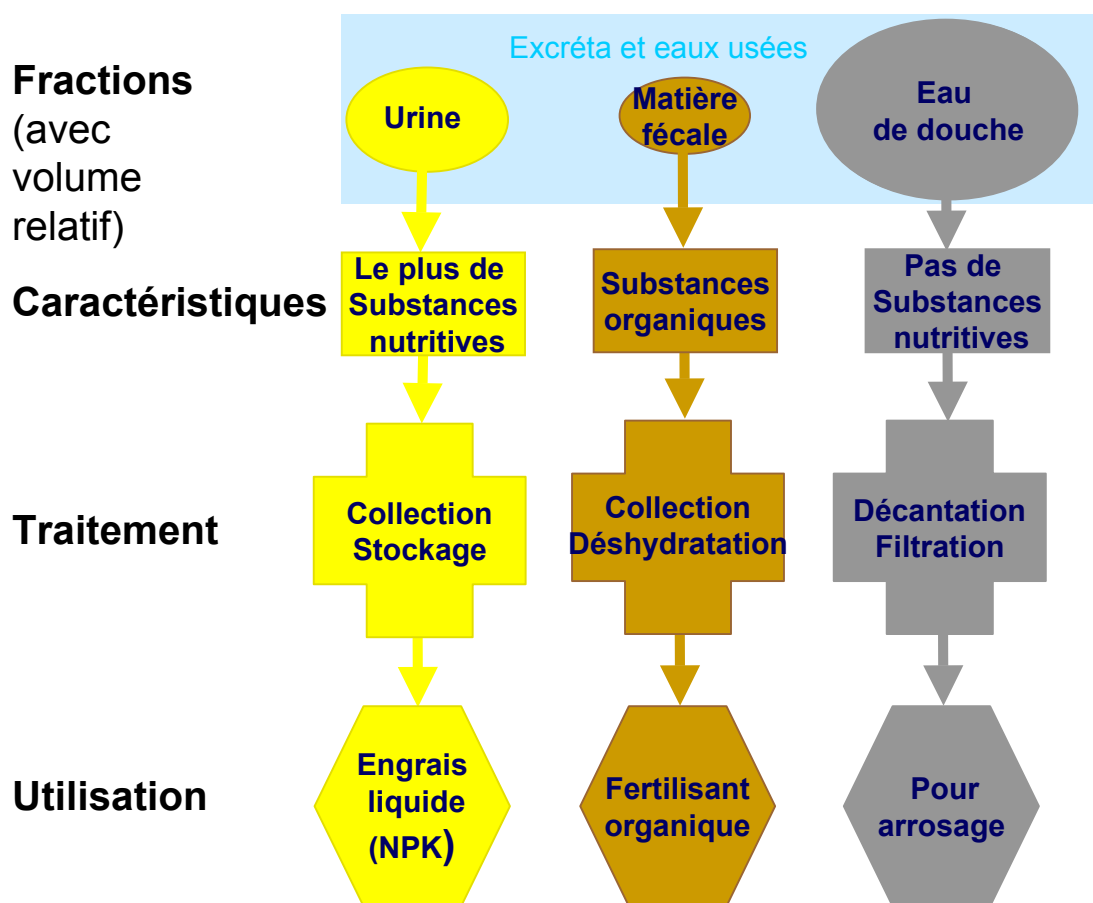 Excréta et eaux usées
Fractions
(avec
volume
relatif)
Urine
Matière
fécale
Eau
de douche
Caractéristiques
Le plus de
Substances
nutritives
Substances
organiques
Pas de
Substances
nutritives
Traitement
Collection
Stockage
Collection
Déshydratation
Décantation
Filtration
Utilisation
Engrais
liquide
(NPK)
Fertilisant
organique
Pour
arrosage